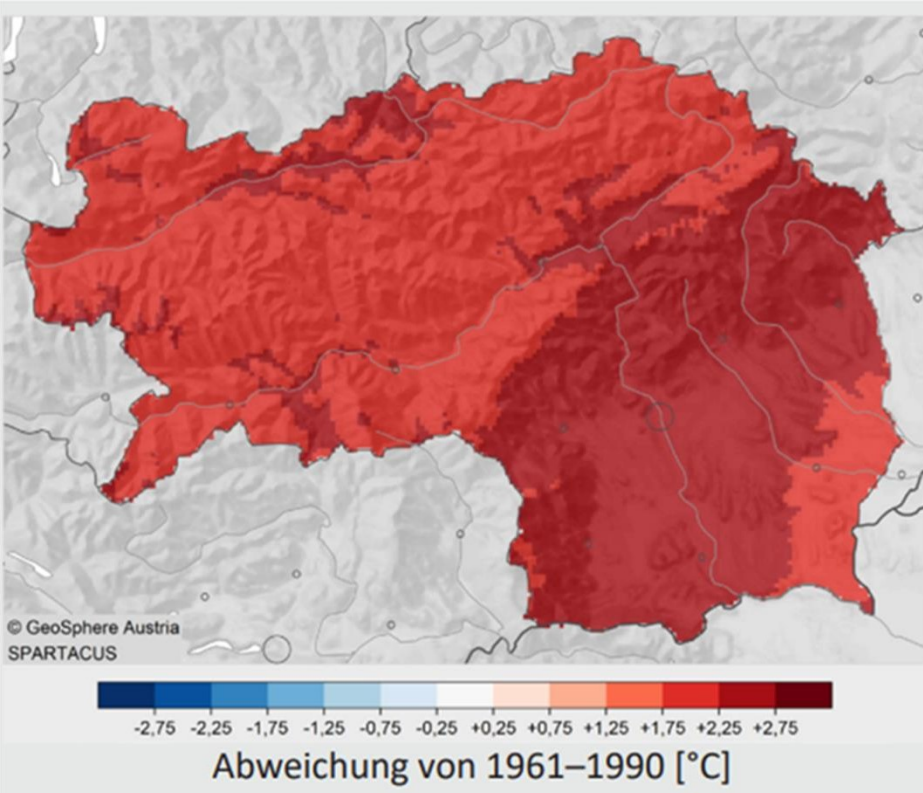 © GeoSphere Austria
SPARTACUS
-2,75 -2,25 -1,75 -1,25 -0,75 -0,25 +0,25 +0,75 +1,25 +1,75 +2,25 +2,75
Abweichung von 1961–1990 [°C]